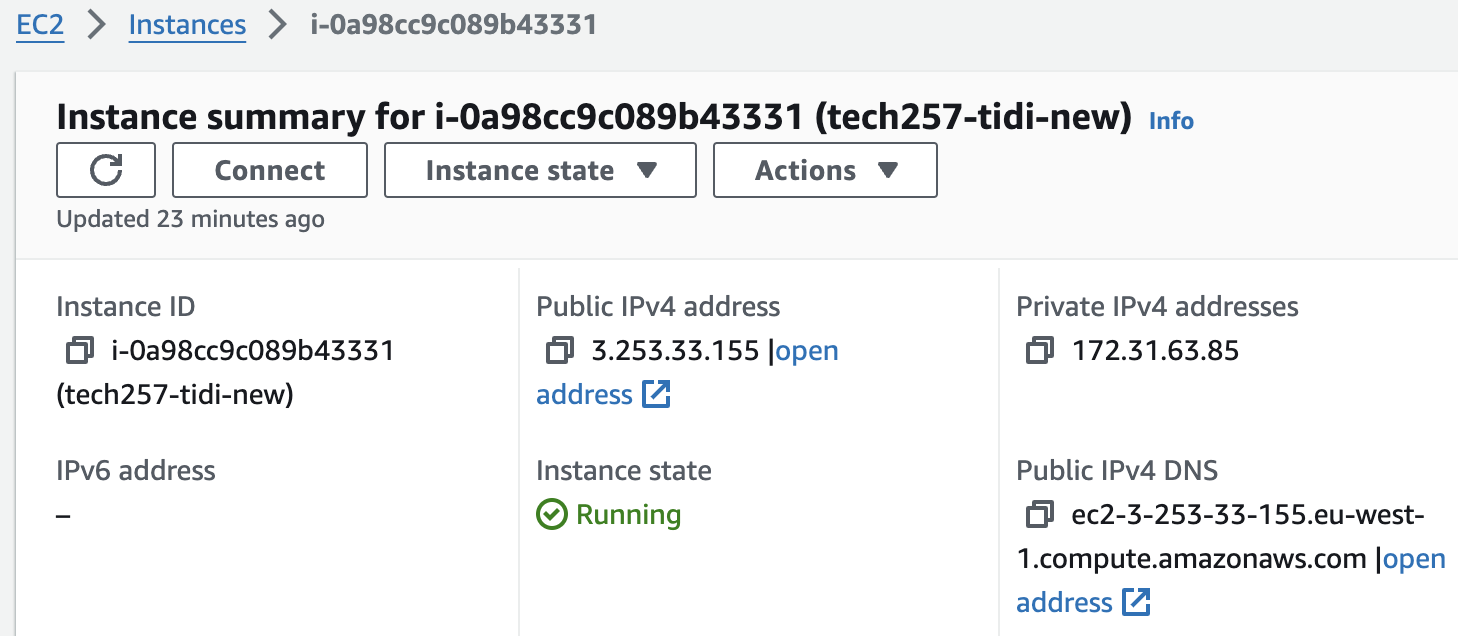 EC2 > Instances > i-0a98cc9c089b43331
Instance summary for i-0a98cc9c089b43331 (tech257-tidi-new) Info
Connect Instance state ▼ Actions ▼
Updated 23 minutes ago
Instance ID
i-0a98cc9c089b43331
(tech257-tidi-new)
Public IPv4 address
3.253.33.155 |open
address
Private IPv4 addresses
172.31.63.85
IPv6 address
–
Instance state
Running
Public IPv4 DNS
ec2-3-253-33-155.eu-west-
1.compute.amazonaws.com |open
address